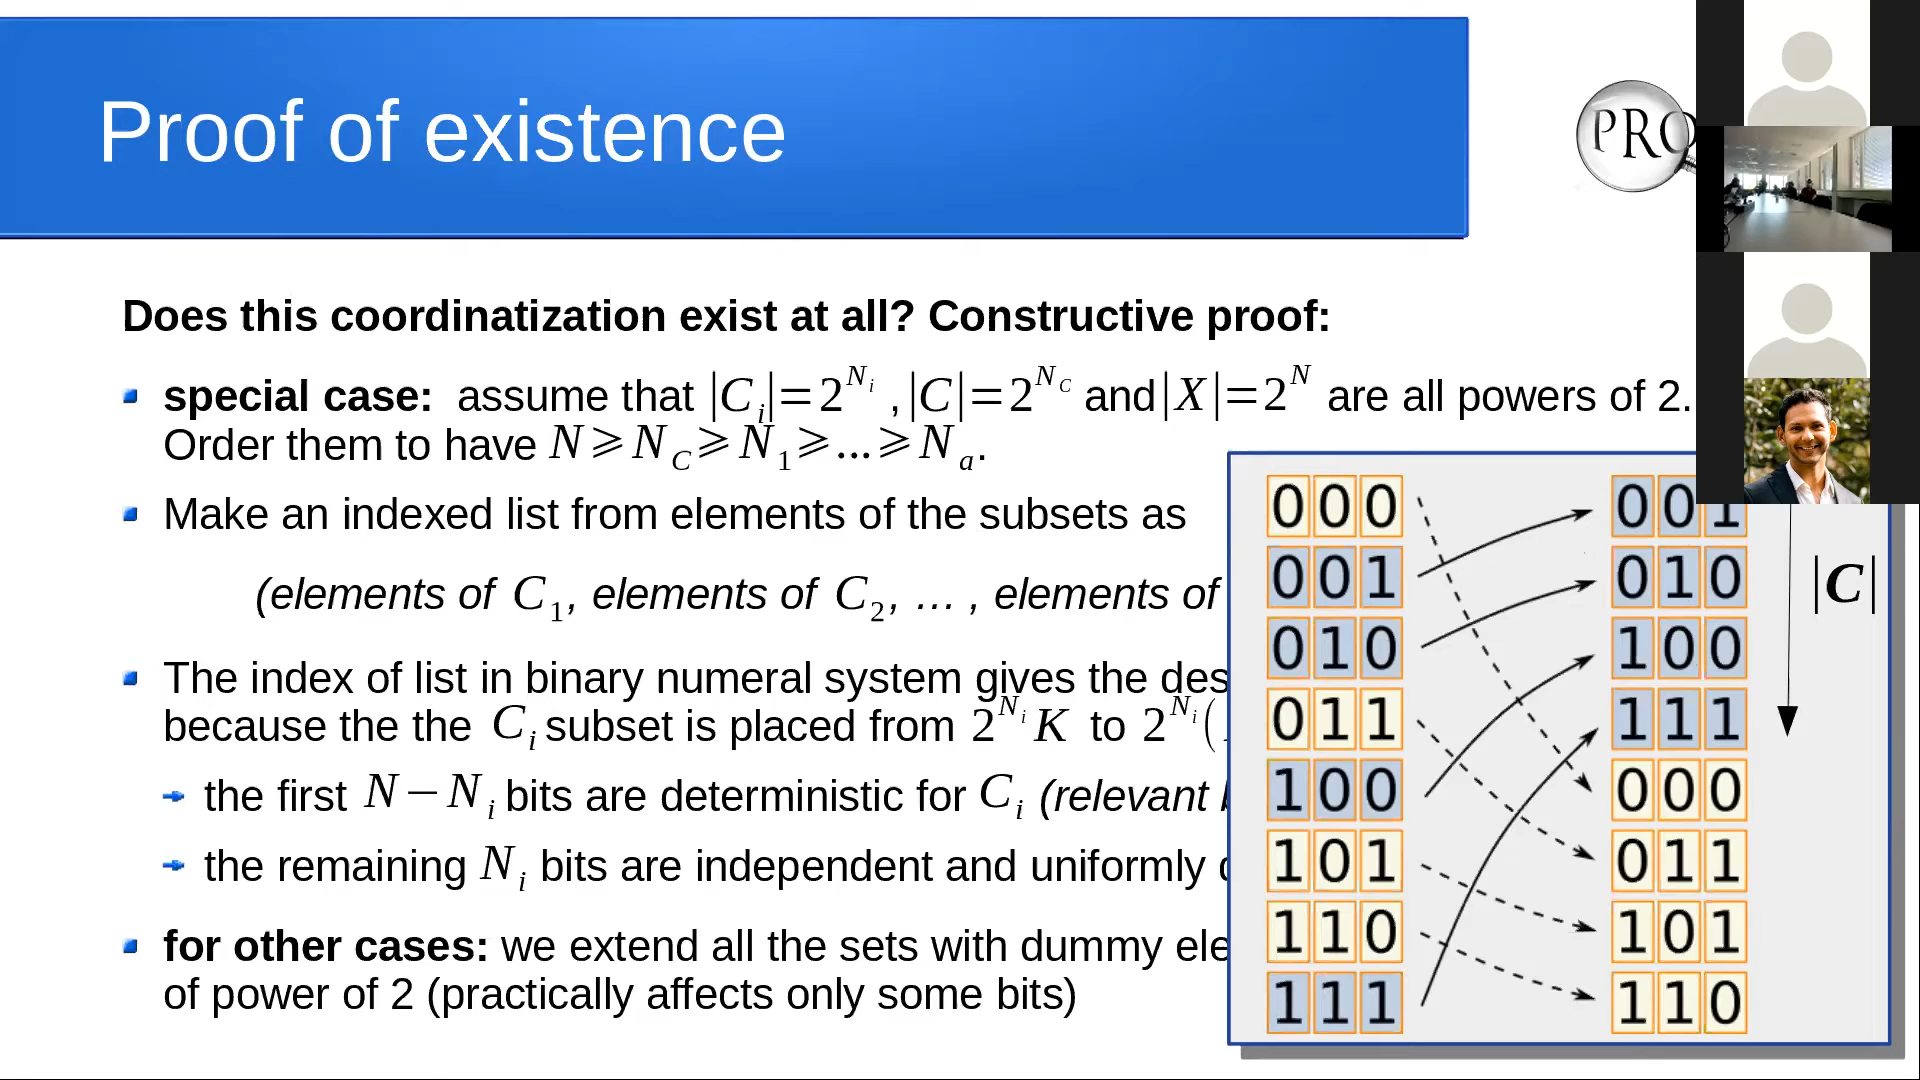 Proof of existence
PRO
Does this coordinatization exist at all? Constructive proof:
special case: assume that |C_i|=2^{N_i}, |C|=2^{N_C} and |X|=2^N are all powers of 2.
Order them to have N⩾N_C⩾N_1⩾...⩾N_a.
Make an indexed list from elements of the subsets as
(elements of C_1, elements of C_2, … , elements of
The index of list in binary numeral system gives the
because the the C_i subset is placed from 2^{N_i} K to 2^{N_i}(
the first N−N_i bits are deterministic for C_i (relevant
the remaining N_i bits are independent and uniformly
for other cases: we extend all the sets with dummy
of power of 2 (practically affects only some bits)
000 001
001 010
010 100
011 111
100 000
101 011
110 101
111 110
|C|